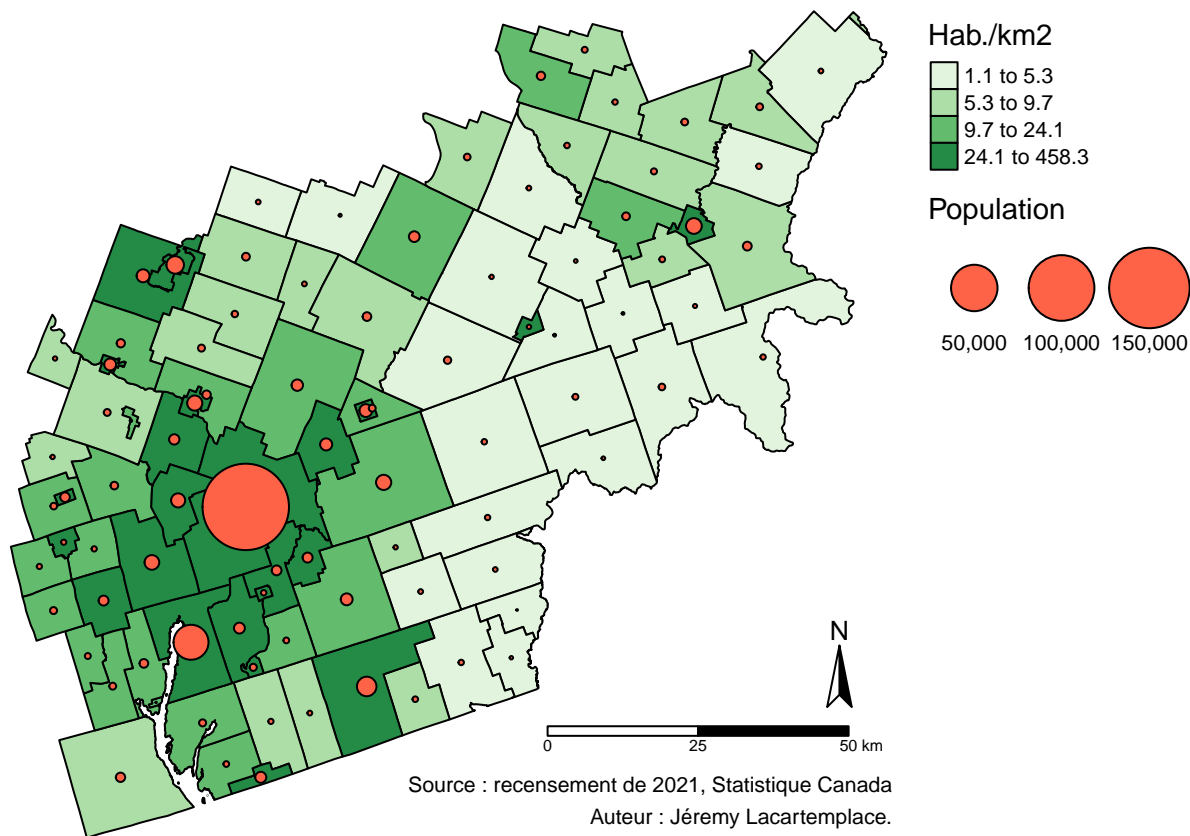 Hab./km2
1.1 to 5.3
5.3 to 9.7
9.7 to 24.1
24.1 to 458.3
Population
50,000 100,000 150,000
N
0 25 50 km
Source : recensement de 2021, Statistique Canada
Auteur : Jéremy Lacartemplace.